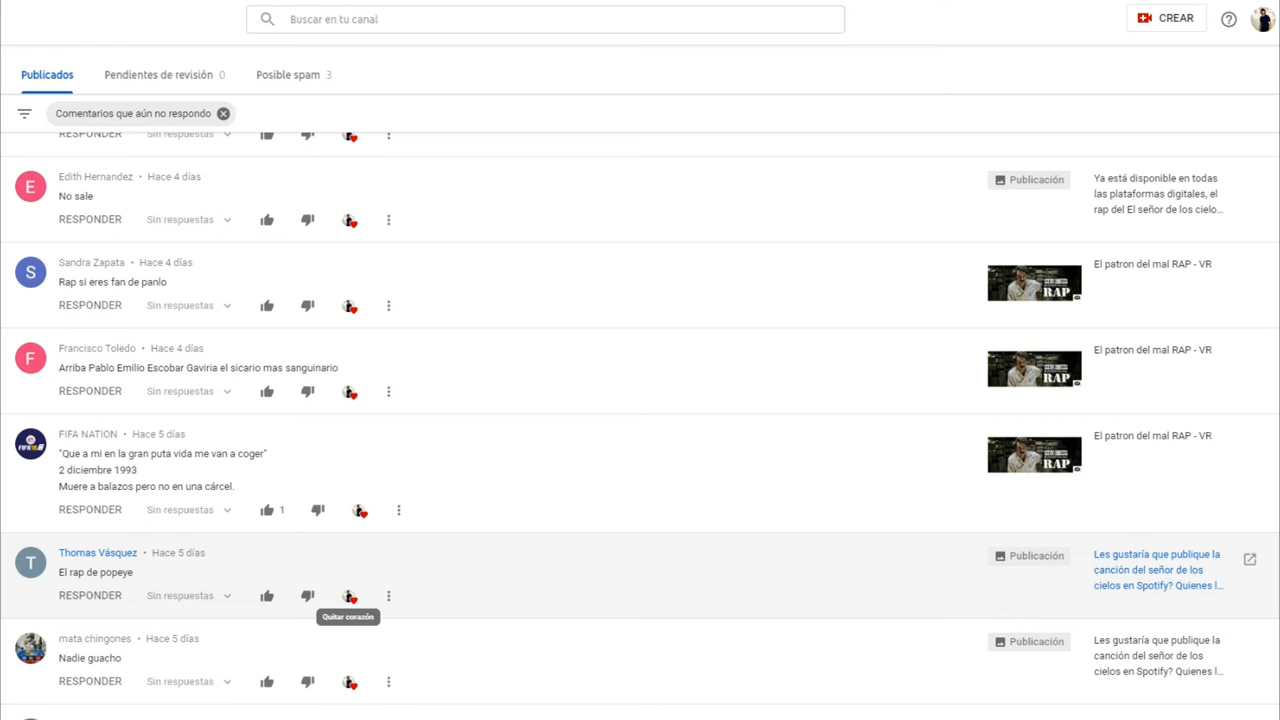 Buscar en tu canal
CREAR
Publicados
Pendientes de revisión 0
Posible spam 3
Comentarios que aún no respondo
RESPONDER Sin respuestas
E
Edith Hernandez • Hace 4 días
No sale
RESPONDER Sin respuestas
Publicación
Ya está disponible en todas
las plataformas digitales, el
rap del El señor de los cielo...
S
Sandra Zapata • Hace 4 días
Rap si eres fan de panlo
RESPONDER Sin respuestas
RAP
El patron del mal RAP - VR
F
Francisco Toledo • Hace 4 días
Arriba Pablo Emilio Escobar Gaviria el sicario mas sanguinario
RESPONDER Sin respuestas
RAP
El patron del mal RAP - VR
FIFA NATION • Hace 5 días
"Que a mi en la gran puta vida me van a coger"
2 diciembre 1993
Muere a balazos pero no en una cárcel.
RESPONDER Sin respuestas 1
RAP
El patron del mal RAP - VR
T
Thomas Vásquez • Hace 5 días
El rap de popeye
RESPONDER Sin respuestas
Quitar corazón
Publicación
Les gustaría que publique la
canción del señor de los
cielos en Spotify? Quienes l...
mata chingones • Hace 5 días
Nadie guacho
RESPONDER Sin respuestas
Publicación
Les gustaría que publique la
canción del señor de los
cielos en Spotify? Quienes l...